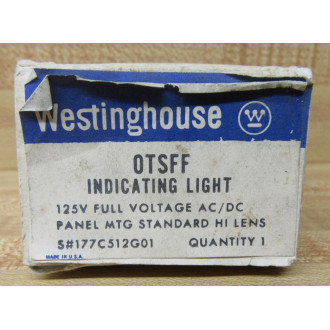 Westinghouse W
OTSFF
INDICATING LIGHT
125V FULL VOLTAGE AC/DC
PANEL MTG STANDARD HI LENS
S#177C512G01 QUANTITY 1
MADE IN U.S.A.